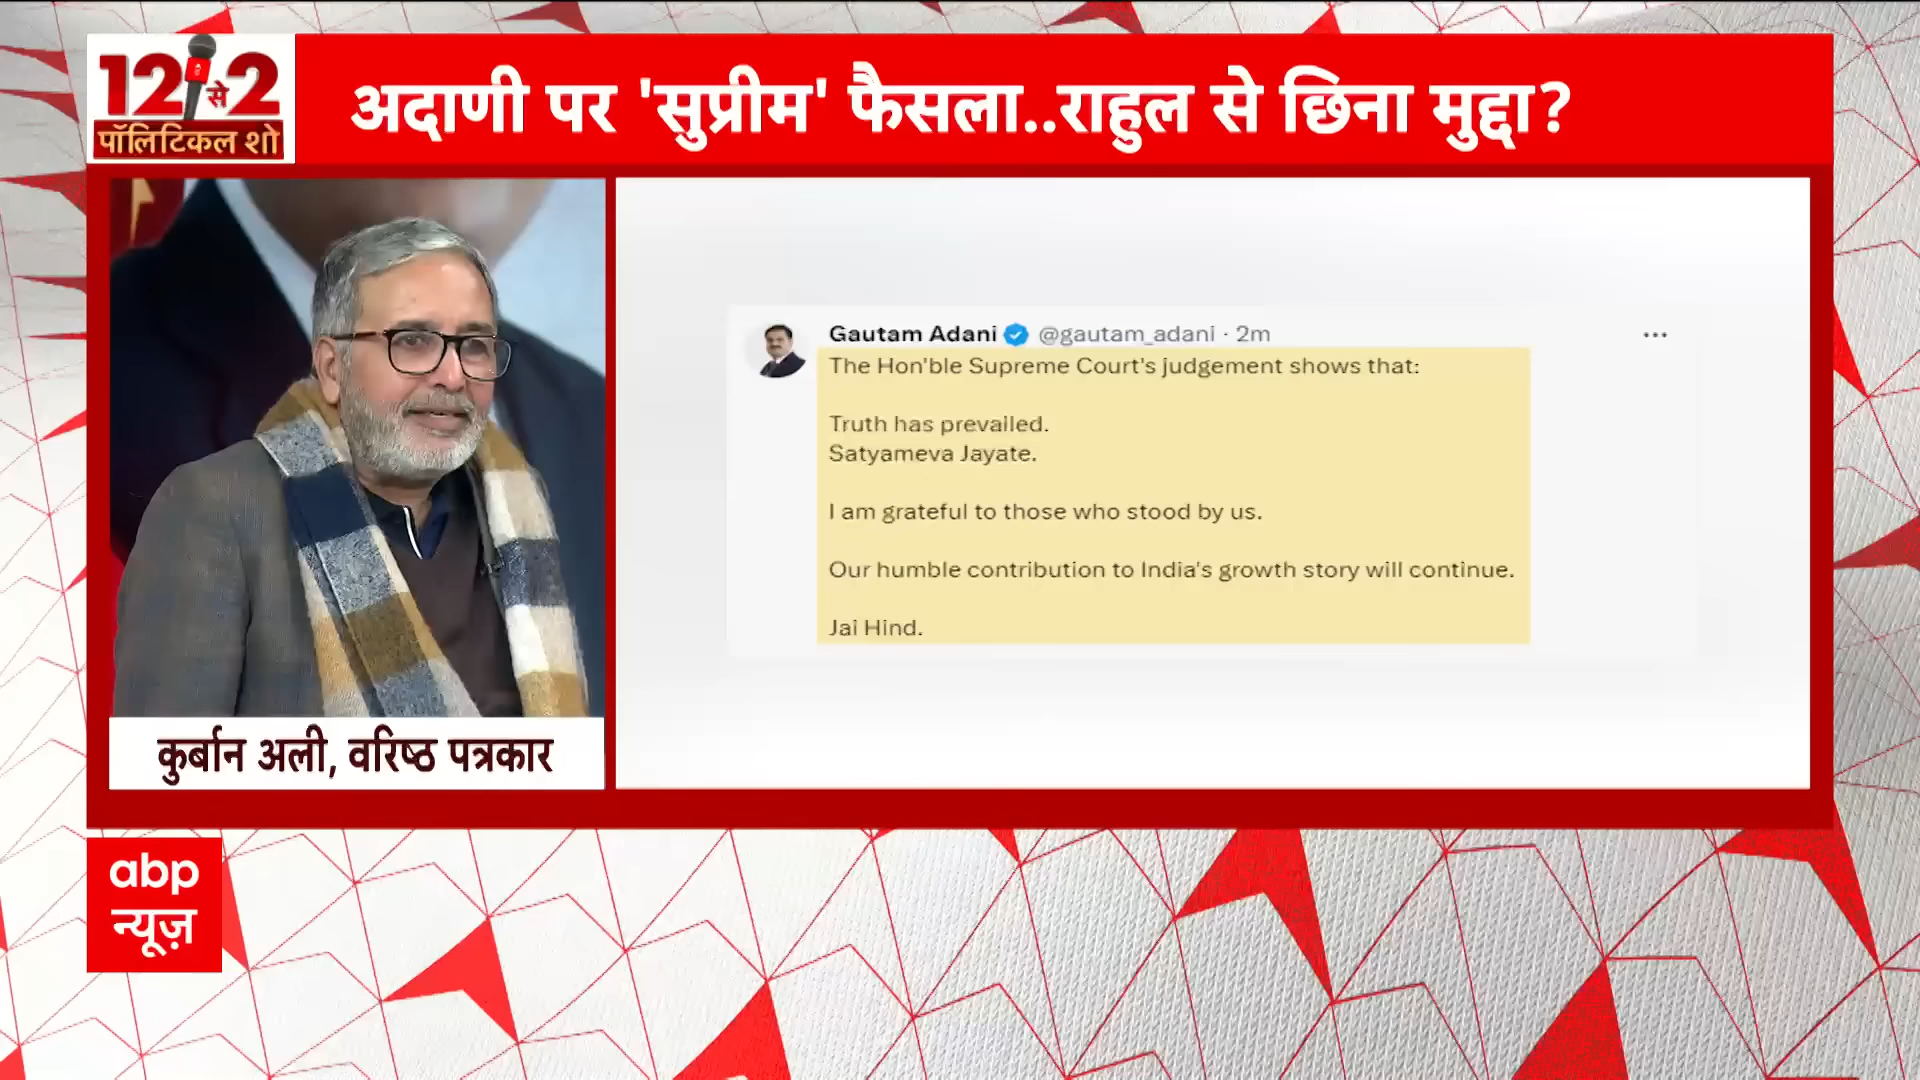 12 से 2
पॉलिटिकल शो
अदाणी पर 'सुप्रीम' फैसला..राहुल से छिना मुद्दा?
Gautam Adani @gautam_adani · 2m
The Hon'ble Supreme Court's judgement shows that:
Truth has prevailed.
Satyameva Jayate.
I am grateful to those who stood by us.
Our humble contribution to India's growth story will continue.
Jai Hind.
कुर्बान अली, वरिष्ठ पत्रकार
abp
न्यूज़